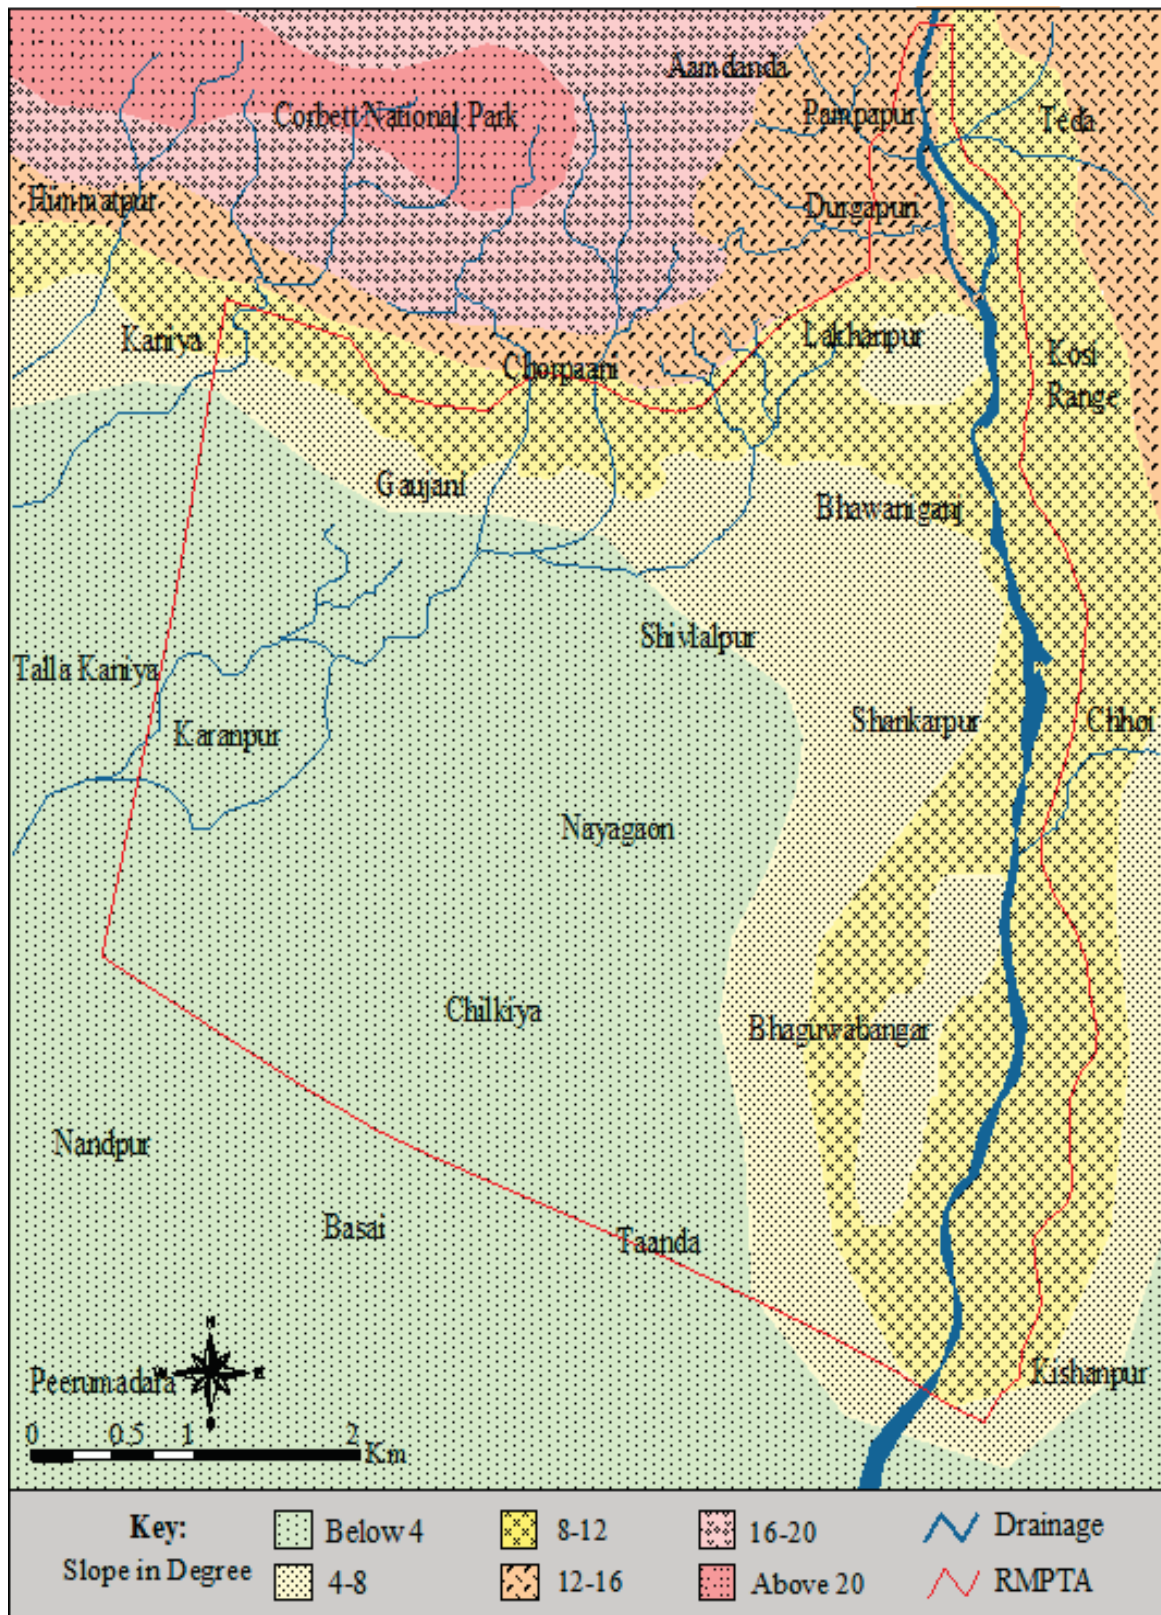 Aamdanda
Corbett National Park
Pampapur
Teda
Himmatpur
Durgapuri
Kaniya
Lakhanpur
Chorpaani
Kosi
Range
Gaujani
Bhawaniganj
Shivlalpur
Talla Kaniya
Karanpur
Shankarpur
Chhoi
Nayagaon
Chilkiya
Bhaguwabangar
Nandpur
Basai
Taanda
Peerumadara
Kishanpur
0 0.5 1 2
Km
Key:
Slope in Degree
Below 4
8-12
16-20
Drainage
4-8
12-16
Above 20
RMPTA